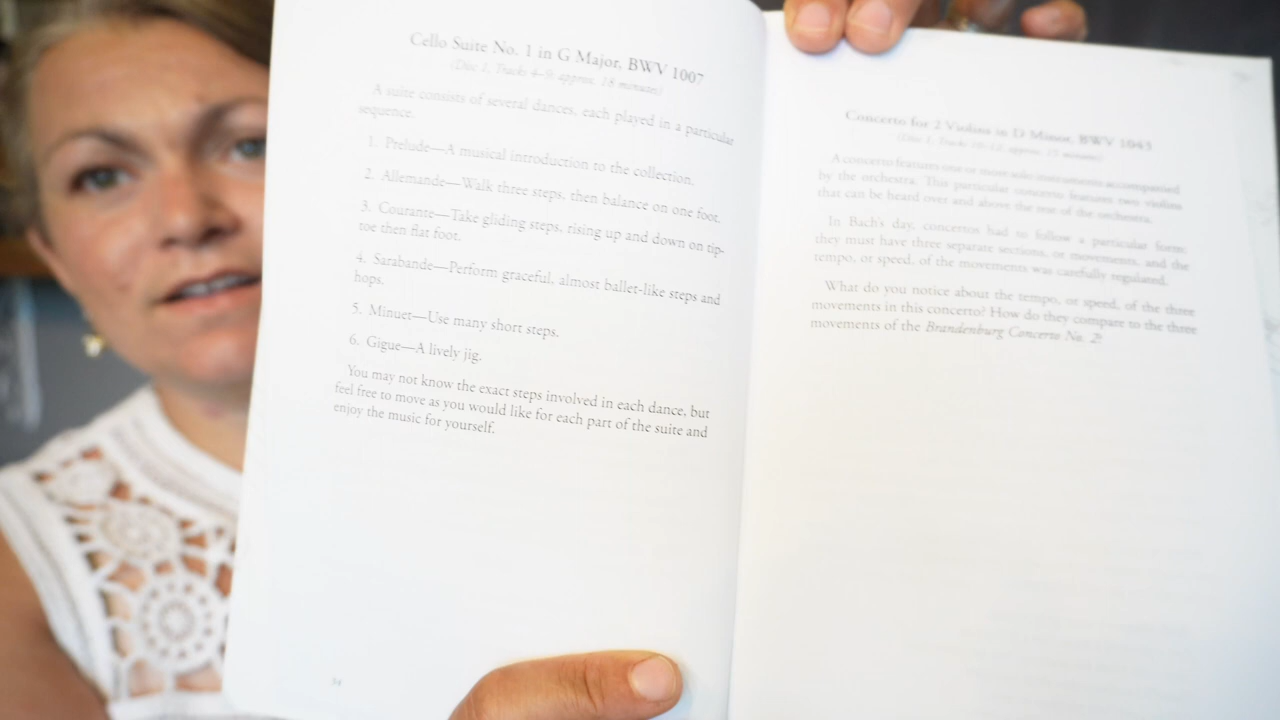 Cello Suite No. 1 in G Major, BWV 1007
(Disc 1, Tracks 4–9: approx. 18 minutes)
A suite consists of several dances, each played in a particular
sequence.
1. Prelude—A musical introduction to the collection.
2. Allemande—Walk three steps, then balance on one foot.
3. Courante—Take gliding steps, rising up and down on tip-
toe then flat foot.
4. Sarabande—Perform graceful, almost ballet-like steps and
hops.
5. Minuet—Use many short steps.
6. Gigue—A lively jig.
You may not know the exact steps involved in each dance, but
feel free to move as you would like for each part of the suite and
enjoy the music for yourself.
Concerto for 2 Violins in D Minor, BWV 1043
(Disc 1, Tracks approx. 15 minutes)
A concerto features one or more solo instruments accompanied
by the orchestra. This particular concerto features two violins
that can be heard over and above the rest of the orchestra.
In Bach's day, concertos had to follow a particular form:
they must have three separate sections, or movements, and the
tempo, or speed, of the movements was carefully regulated.
What do you notice about the tempo, or speed, of the three
movements in this concerto? How do they compare to the three
movements of the Brandenburg Concerto No. 2?